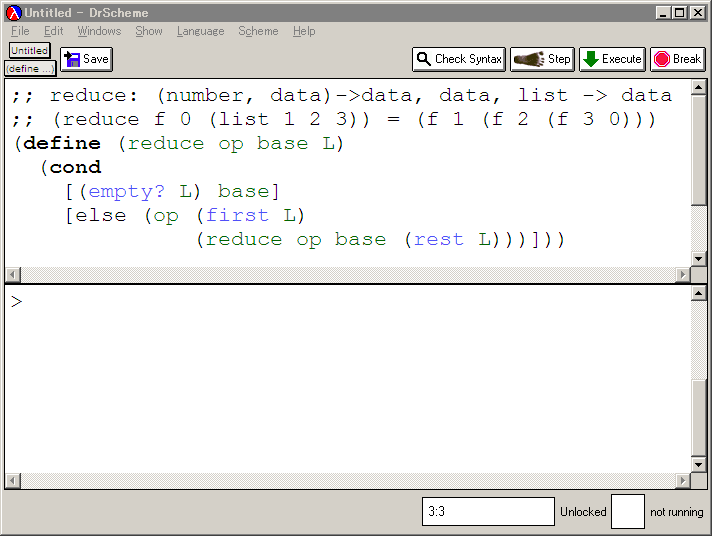 Untitled - DrScheme
File Edit Windows Show Language Scheme Help
Untitled
(define ...)
Save
Check Syntax
Step
Execute
Break
;; reduce: (number, data)->data, data, list -> data
;; (reduce f 0 (list 1 2 3)) = (f 1 (f 2 (f 3 0)))
(define (reduce op base L)
  (cond
    [(empty? L) base]
    [else (op (first L)
              (reduce op base (rest L)))]))
>
3:3
Unlocked
not running